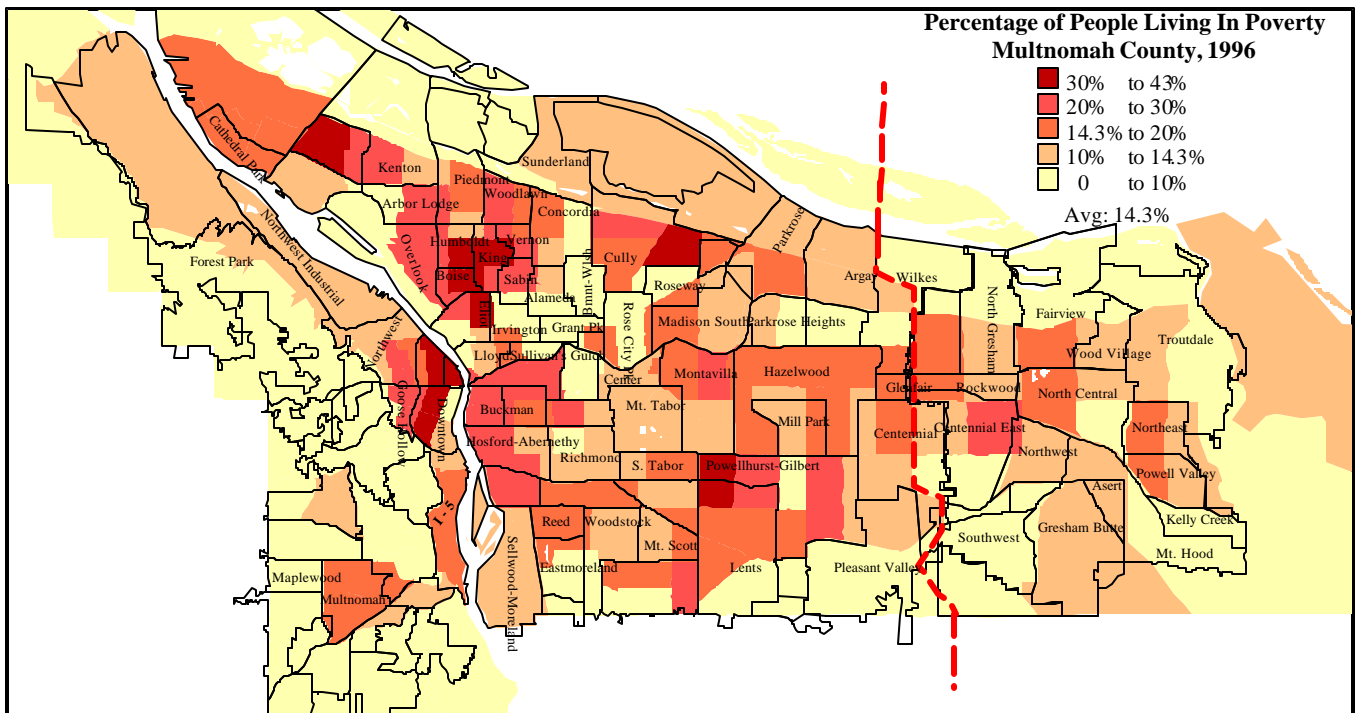 Percentage of People Living In Poverty
Multnomah County, 1996
30% to 43%
20% to 30%
14.3% to 20%
10% to 14.3%
0 to 10%
Avg: 14.3%
Cathedral Park
Kenton
Sunderland
Piedmont
Woodlawn
Arbor Lodge
Concordia
Parkrose
Northwest Industrial
Overlook
Humboldt
Vernon
King
Cully
Forest Park
Boise
Sabin
Roseway
Argay
Wilkes
Alameda
North Gresham
Fairview
Eliot
Irvington
Grant Pk
Rose City Pk
Madison South
Parkrose Heights
Troutdale
Northwest
Lloyd
Sullivan's Gulch
Wood Village
Goose Hollow
Downtown
Center
Montavilla
Hazelwood
Glenfair
Rockwood
North Central
Buckman
Mt. Tabor
Mill Park
Centennial
Centennial East
Northeast
Hosford-Abernethy
Richmond
S. Tabor
Powellhurst-Gilbert
Northwest
Powell Valley
Asert
I - 5
Reed
Woodstock
Mt. Scott
Gresham Butte
Kelly Creek
Southwest
Mt. Hood
Sellwood-Moreland
Eastmoreland
Lents
Pleasant Valley
Maplewood
Multnomah